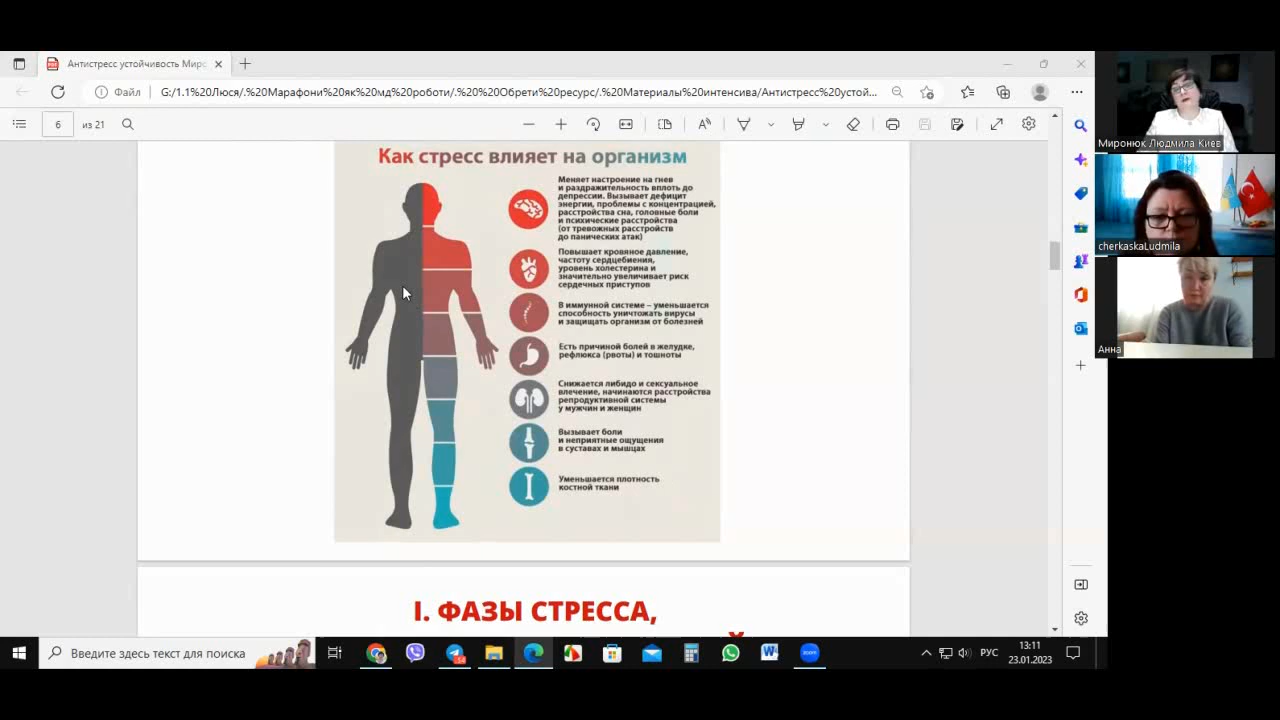 Антистресс устойчивость Миро
Файл
G:/1.1%20Люся/.%20Марафони%20як%20мд%20роботи/.%20%20Обрети%20ресурс/.%20Материалы%20интенсива/Антистресс%20устой...
6 из 21
Как стресс влияет на организм
Меняет настроение на гнев
и раздражительность вплоть до
депрессии. Вызывает дефицит
энергии, проблемы с концентрацией,
расстройства сна, головные боли
и психические расстройства
(от тревожных расстройств
до панических атак)
Повышает кровяное давление,
частоту сердцебиения,
уровень холестерина и
значительно увеличивает риск
сердечных приступов
В иммунной системе – уменьшается
способность уничтожать вирусы
и защищать организм от болезней
Есть причиной болей в желудке,
рефлюкса (рвоты) и тошноты
Снижается либидо и сексуальное
влечение, начинаются расстройства
репродуктивной системы
у мужчин и женщин
Вызывает боли
и неприятные ощущения
в суставах и мышцах
Уменьшается плотность
костной ткани
I. ФАЗЫ СТРЕССА,
Миронюк Людмила Киев
cherkaskaLudmila
Анна
Введите здесь текст для поиска
zoom
РУС
13:11
23.01.2023